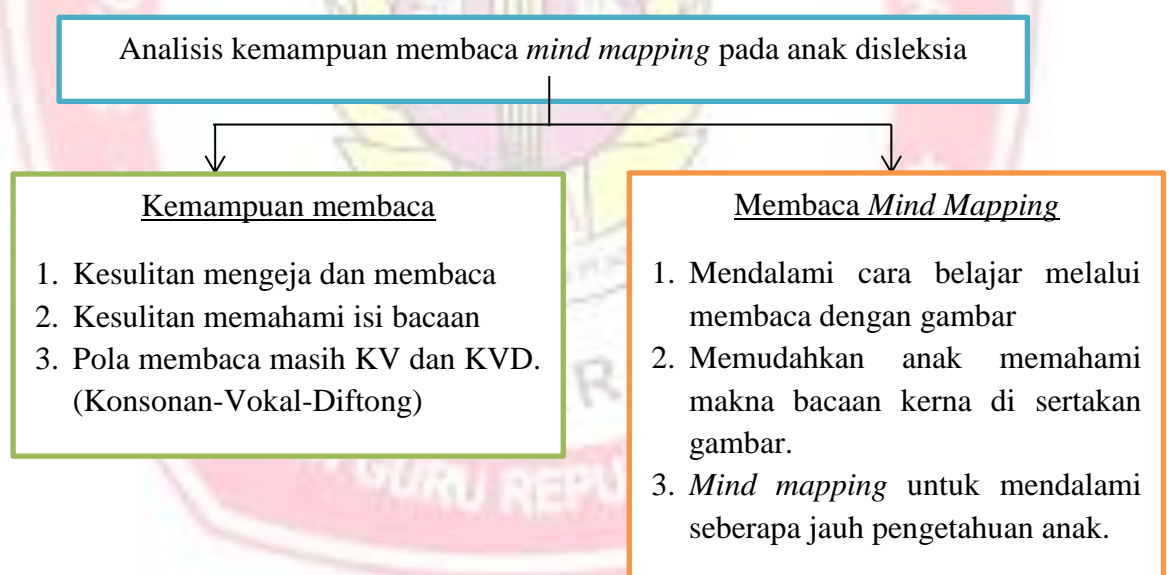 Analisis kemampuan membaca mind mapping pada anak disleksia
Kemampuan membaca
1. Kesulitan mengeja dan membaca
2. Kesulitan memahami isi bacaan
3. Pola membaca masih KV dan KVD.
(Konsonan-Vokal-Diftong)
Membaca Mind Mapping
1. Mendalami cara belajar melalui
membaca dengan gambar
2. Memudahkan anak memahami
makna bacaan kerna di sertakan
gambar.
3. Mind mapping untuk mendalami
seberapa jauh pengetahuan anak.
GURU REPU